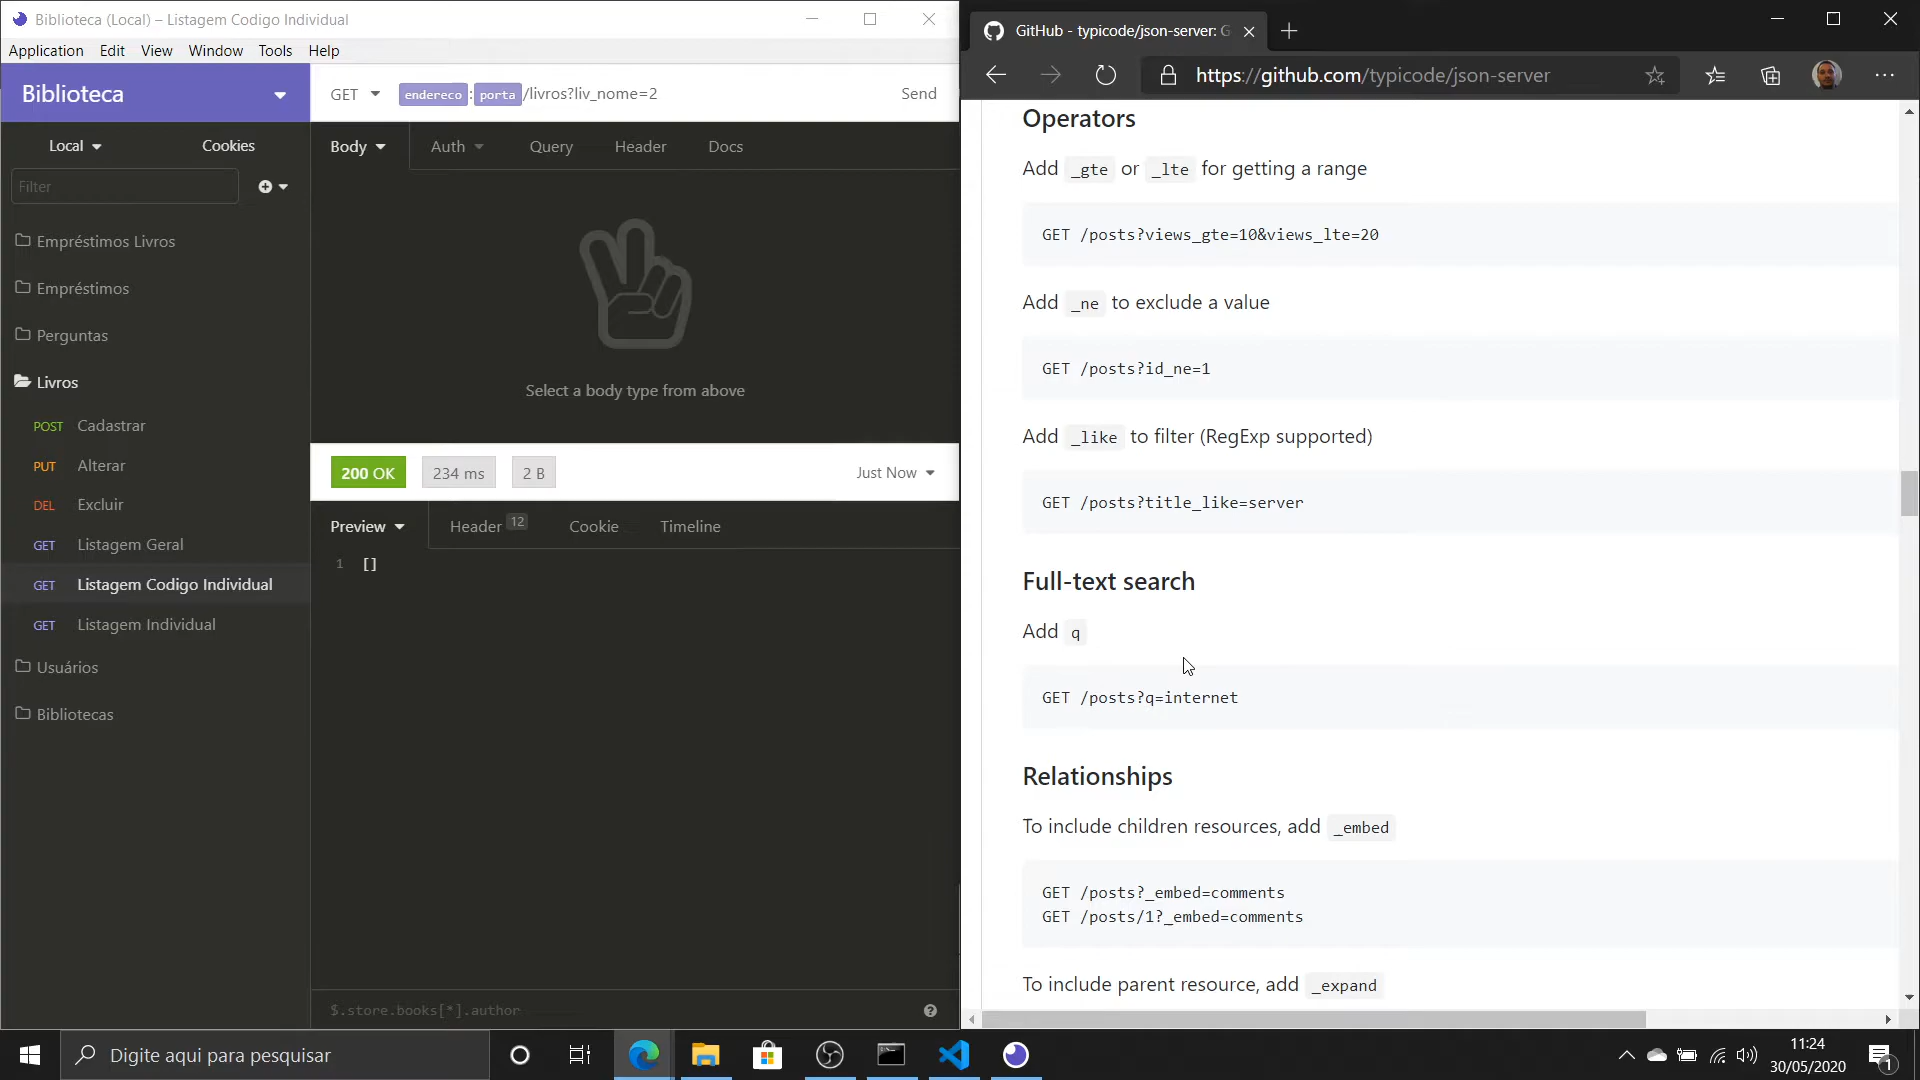 Biblioteca (Local) – Listagem Codigo Individual
Application Edit View Window Tools Help
Biblioteca
GET endereco:porta/livros?liv_nome=2 Send
Local Cookies
Body Auth Query Header Docs
Filter
Empréstimos Livros
Empréstimos
Perguntas
Livros
POST Cadastrar
PUT Alterar
DEL Excluir
GET Listagem Geral
GET Listagem Codigo Individual
GET Listagem Individual
Usuários
Bibliotecas
Select a body type from above
200 OK 234 ms 2 B Just Now
Preview Header 12 Cookie Timeline
1 []
$.store.books[*].author
GitHub - typicode/json-server: G
https://github.com/typicode/json-server
Operators
Add _gte or _lte for getting a range
GET /posts?views_gte=10&views_lte=20
Add _ne to exclude a value
GET /posts?id_ne=1
Add _like to filter (RegExp supported)
GET /posts?title_like=server
Full-text search
Add q
GET /posts?q=internet
Relationships
To include children resources, add _embed
GET /posts?_embed=comments
GET /posts/1?_embed=comments
To include parent resource, add _expand
Digite aqui para pesquisar
11:24
30/05/2020
1